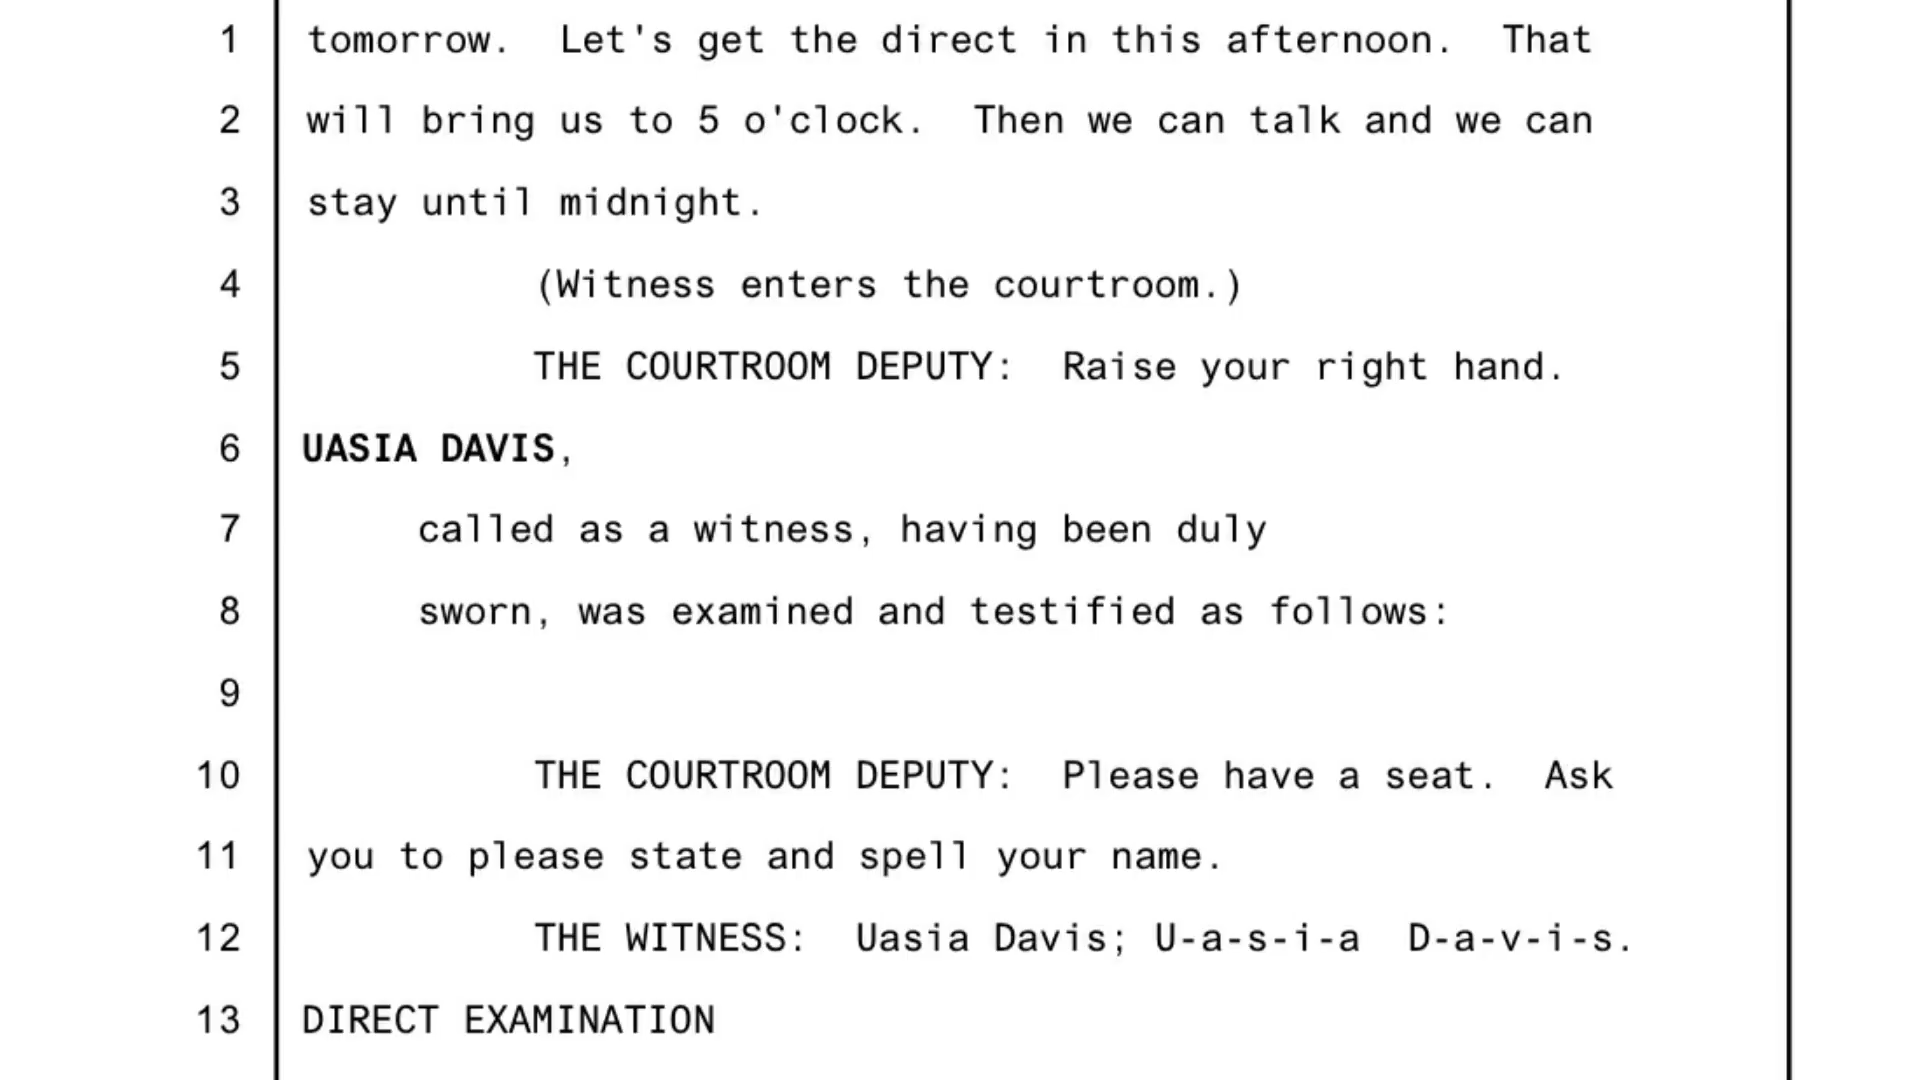 1 tomorrow.  Let's get the direct in this afternoon.  That
2 will bring us to 5 o'clock.  Then we can talk and we can
3 stay until midnight.
4 (Witness enters the courtroom.)
5 THE COURTROOM DEPUTY:  Raise your right hand.
6 UASIA DAVIS,
7 called as a witness, having been duly
8 sworn, was examined and testified as follows:
9
10 THE COURTROOM DEPUTY:  Please have a seat.  Ask
11 you to please state and spell your name.
12 THE WITNESS:  Uasia Davis; U-a-s-i-a  D-a-v-i-s.
13 DIRECT EXAMINATION